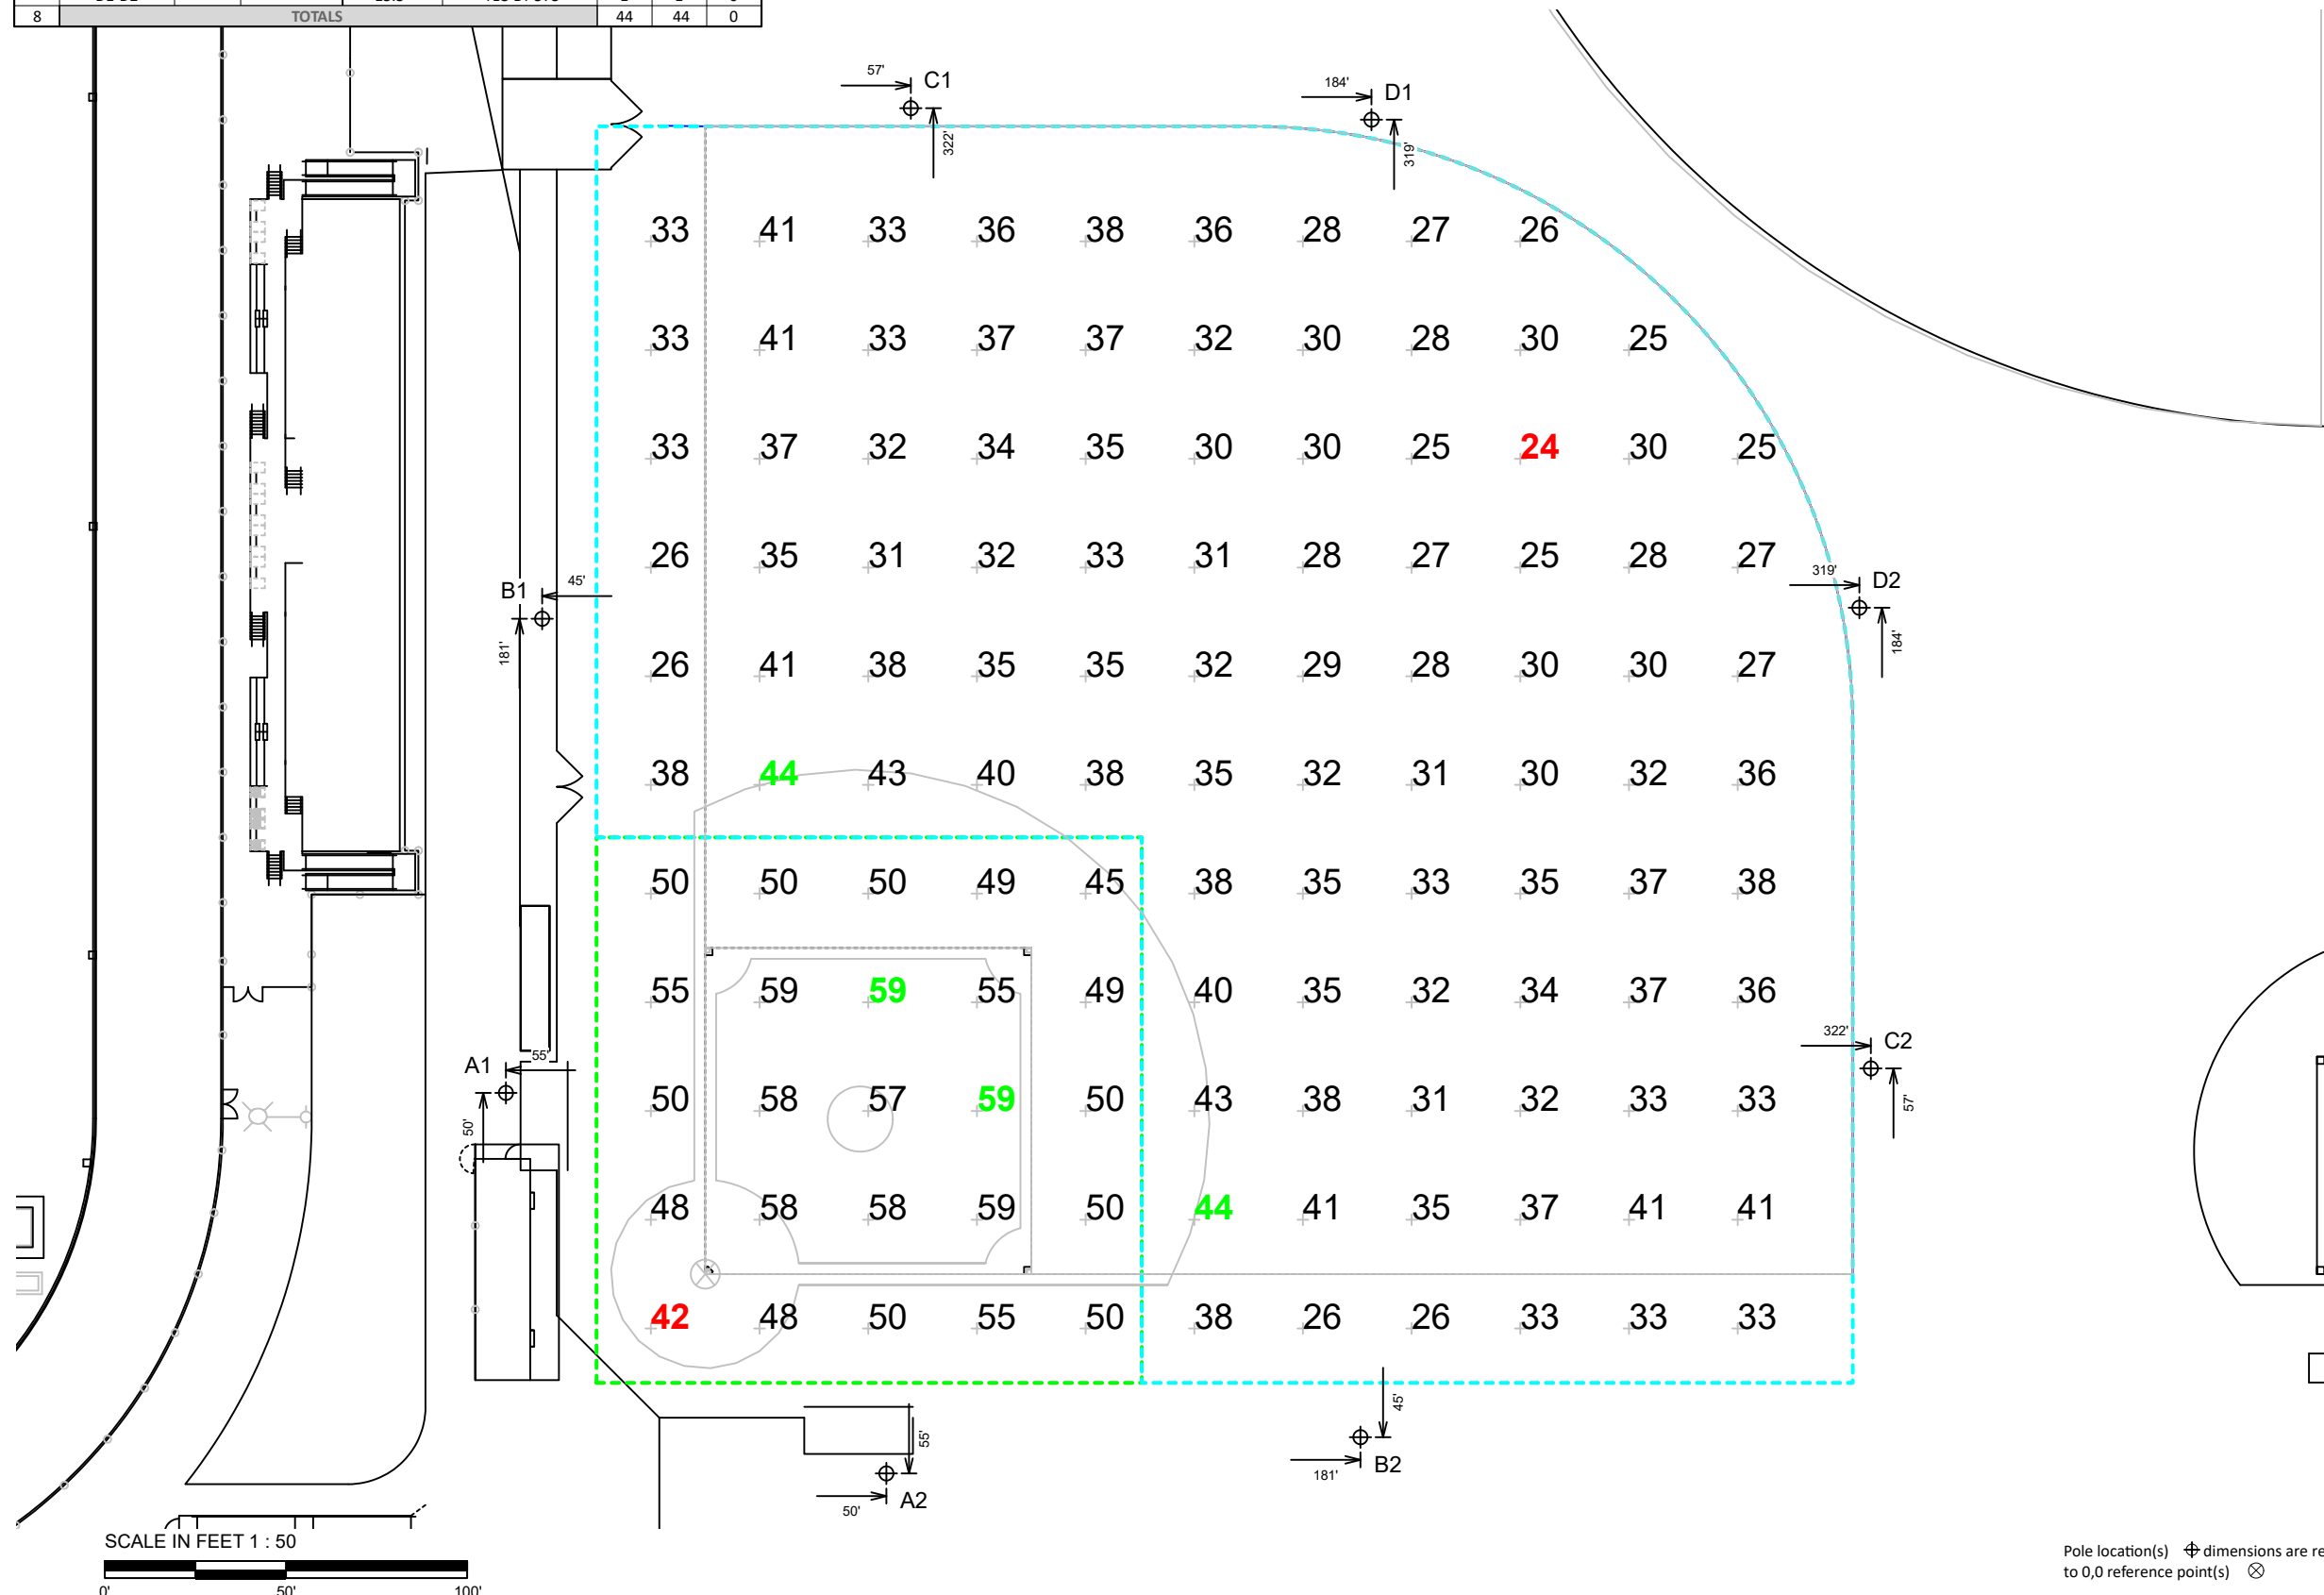 8 TOTALS 44 44 0
57' C1
322'
184' D1
319'
33 41 33 36 38 36 28 27 26
33 41 33 37 37 32 30 28 30 25
33 37 32 34 35 30 30 25 24 30 25
26 35 31 32 33 31 28 27 25 28 27
B1 45'
181'
319' D2
184'
26 41 38 35 35 32 29 28 30 30 27
38 44 43 40 38 35 32 31 30 32 36
50 50 50 49 45 38 35 33 35 37 38
55 59 59 55 49 40 35 32 34 37 36
A1 55'
50'
322' C2
57'
50 58 57 59 50 43 38 31 32 33 33
48 58 58 59 50 44 41 35 37 41 41
42 48 50 55 50 38 26 26 33 33 33
45'
181' B2
55'
50' A2
SCALE IN FEET 1 : 50
0' 50' 100'
Pole location(s) dimensions are re
to 0,0 reference point(s)